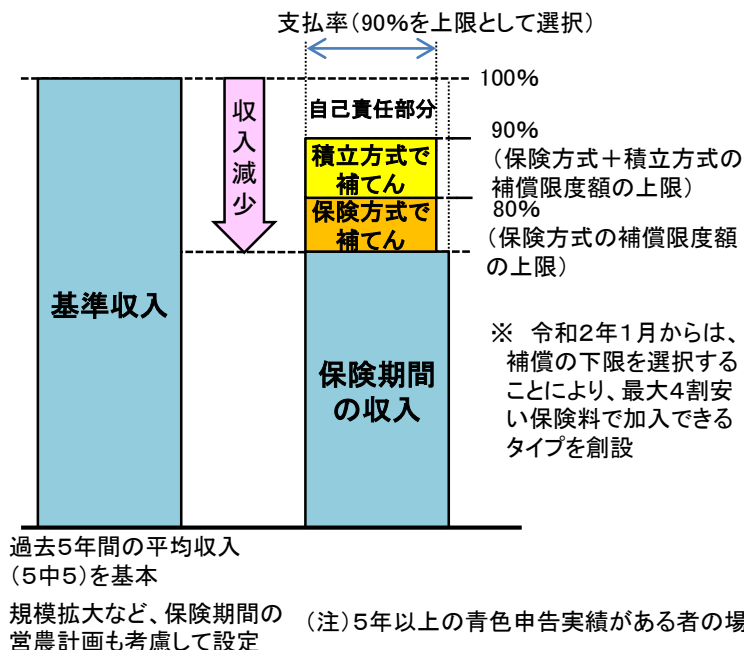 支払率（90％を上限として選択）
100％
収入減少
自己責任部分
90％
（保険方式＋積立方式の
補償限度額の上限）
積立方式で
補てん
80％
（保険方式の補償限度額
の上限）
保険方式で
補てん
基準収入
保険期間
の収入
※　令和２年１月からは、
補償の下限を選択する
ことにより、最大４割安
い保険料で加入できる
タイプを創設
過去５年間の平均収入
（５中５）を基本
規模拡大など、保険期間の
営農計画も考慮して設定
（注）５年以上の青色申告実績がある者の場